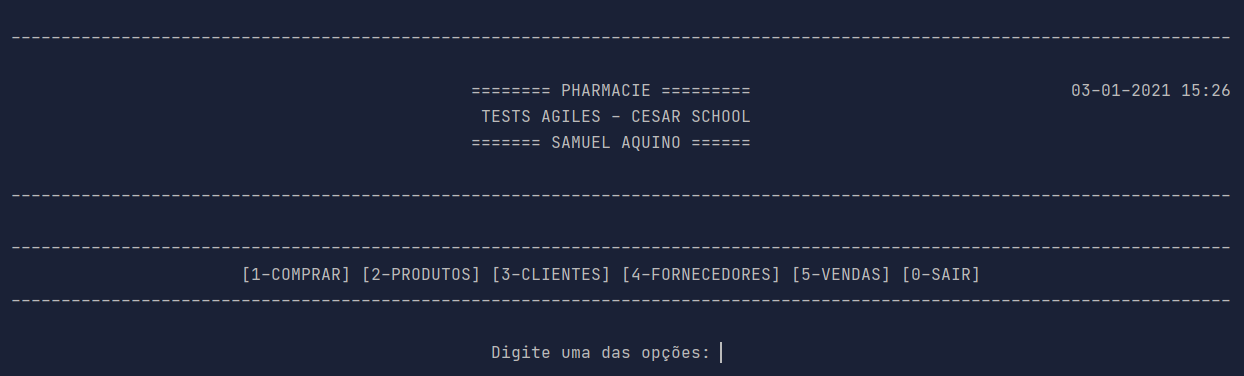 ======== PHARMACIE ========= 03-01-2021 15:26
TESTS AGILES - CESAR SCHOOL
======= SAMUEL AQUINO ======
[1-COMPRAR] [2-PRODUTOS] [3-CLIENTES] [4-FORNECEDORES] [5-VENDAS] [0-SAIR]
Digite uma das opções: